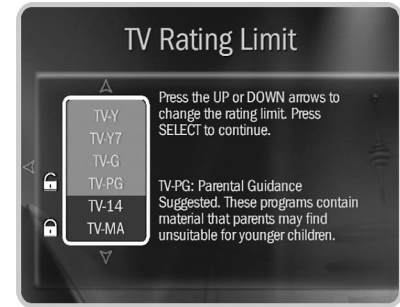 TV Rating Limit
TV-Y
TV-Y7
TV-G
TV-PG
TV-14
TV-MA
Press the UP or DOWN arrows to
change the rating limit. Press
SELECT to continue.
TV-PG: Parental Guidance
Suggested. These programs contain
material that parents may find
unsuitable for younger children.